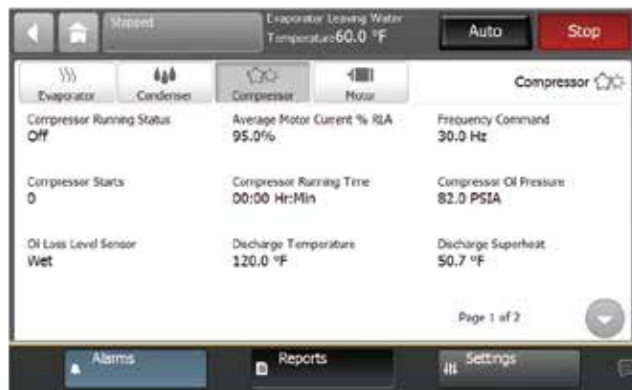 Stopped
Evaporator Leaving Water
Temperature 60.0 °F
Auto
Stop
Evaporator
Condenser
Compressor
Motor
Compressor
Compressor Running Status
Off
Average Motor Current % RLA
95.0%
Frequency Command
30.0 Hz
Compressor Starts
0
Compressor Running Time
00:00 Hr:Min
Compressor Oil Pressure
82.0 PSIA
Oil Loss Level Sensor
Wet
Discharge Temperature
120.0 °F
Discharge Superheat
50.7 °F
Page 1 of 2
Alarms
Reports
Settings